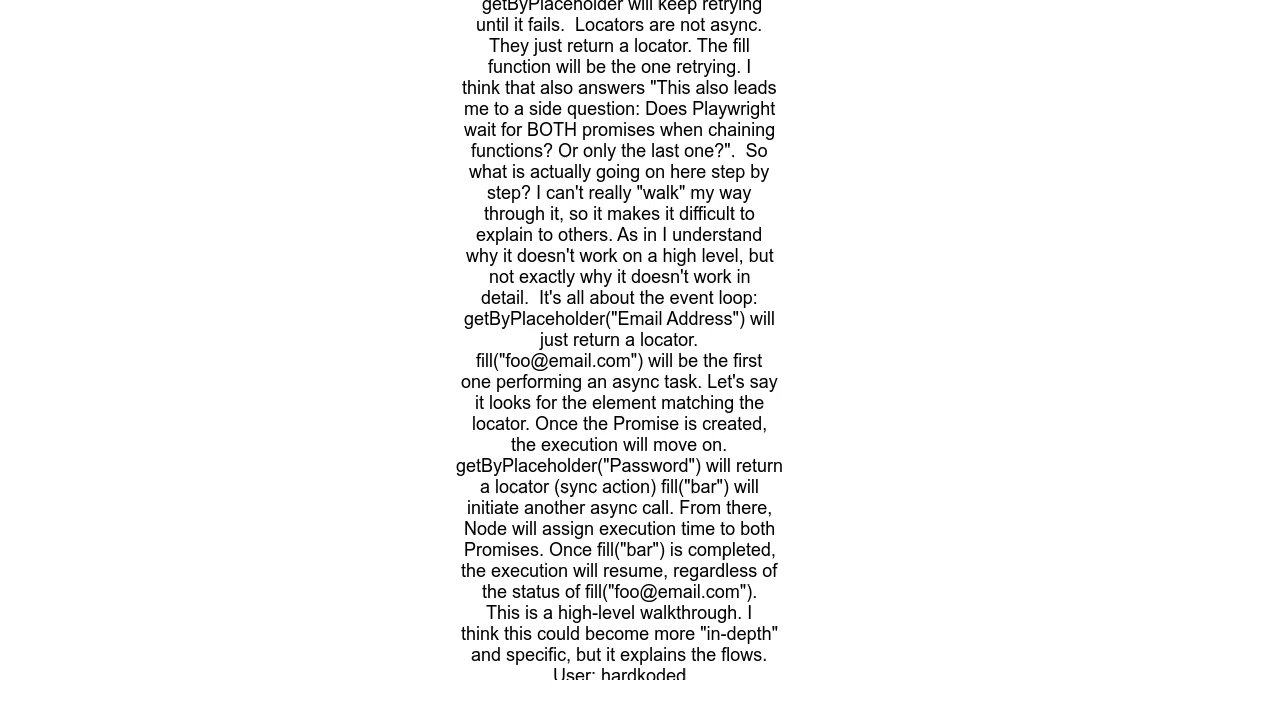 getByPlaceholder will keep retrying
until it fails.  Locators are not async.
They just return a locator. The fill
function will be the one retrying. I
think that also answers "This also leads
me to a side question: Does Playwright
wait for BOTH promises when chaining
functions? Or only the last one?".  So
what is actually going on here step by
step? I can't really "walk" my way
through it, so it makes it difficult to
explain to others. As in I understand
why it doesn't work on a high level, but
not exactly why it doesn't work in
detail.  It's all about the event loop:
getByPlaceholder("Email Address") will
just return a locator.
fill("foo@email.com") will be the first
one performing an async task. Let's say
it looks for the element matching the
locator. Once the Promise is created,
the execution will move on.
getByPlaceholder("Password") will return
a locator (sync action) fill("bar") will
initiate another async call. From there,
Node will assign execution time to both
Promises. Once fill("bar") is completed,
the execution will resume, regardless of
the status of fill("foo@email.com").
This is a high-level walkthrough. I
think this could become more "in-depth"
and specific, but it explains the flows.
User: hardkoded